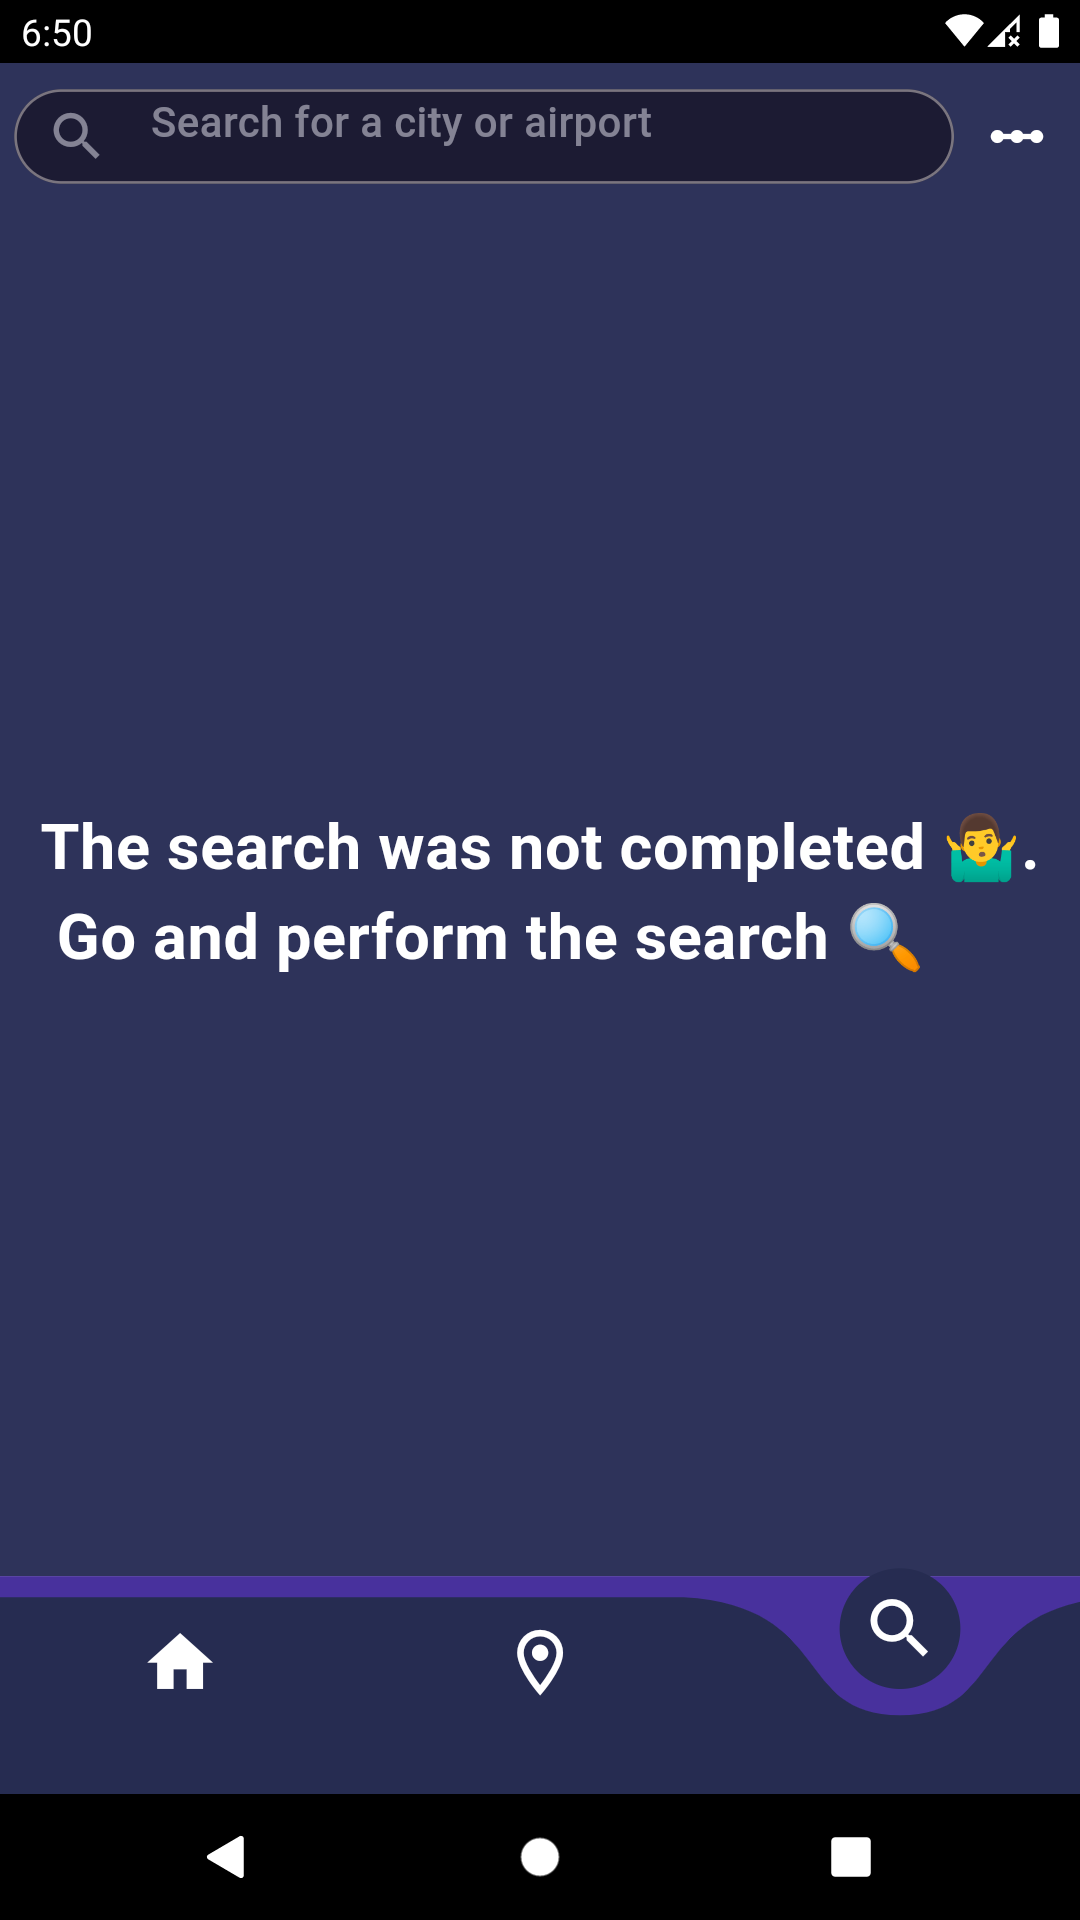 6:50
Search for a city or airport
The search was not completed 🤷‍♂️.
Go and perform the search 🔍